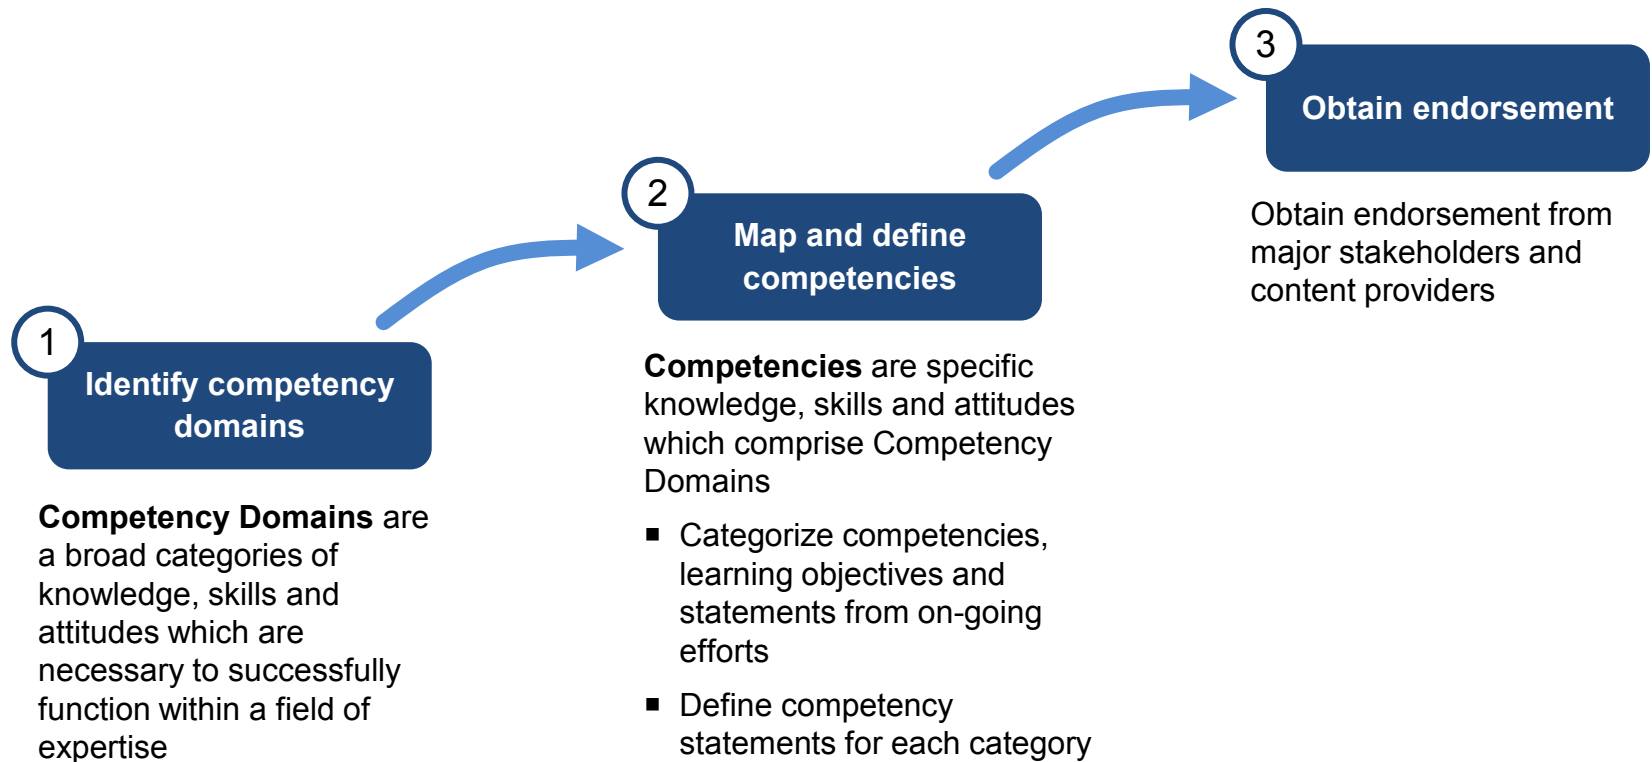 1
Identify competency
domains
Competency Domains are
a broad categories of
knowledge, skills and
attitudes which are
necessary to successfully
function within a field of
expertise
2
Map and define
competencies
Competencies are specific
knowledge, skills and attitudes
which comprise Competency
Domains
▪ Categorize competencies,
learning objectives and
statements from on-going
efforts
▪ Define competency
statements for each category
3
Obtain endorsement
Obtain endorsement from
major stakeholders and
content providers